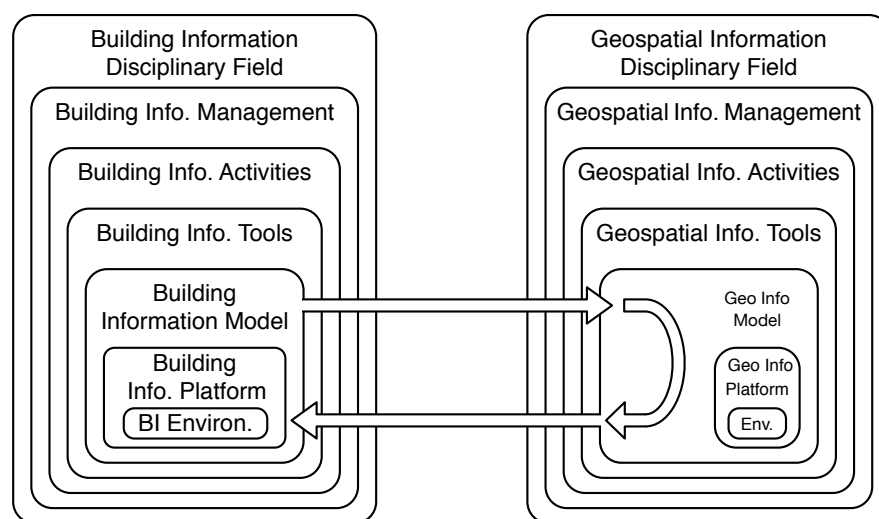 Building Information
Disciplinary Field
Building Info. Management
Building Info. Activities
Building Info. Tools
Building
Information Model
Building
Info. Platform
BI Environ.
Geospatial Information
Disciplinary Field
Geospatial Info. Management
Geospatial Info. Activities
Geospatial Info. Tools
Geo Info
Model
Geo Info
Platform
Env.